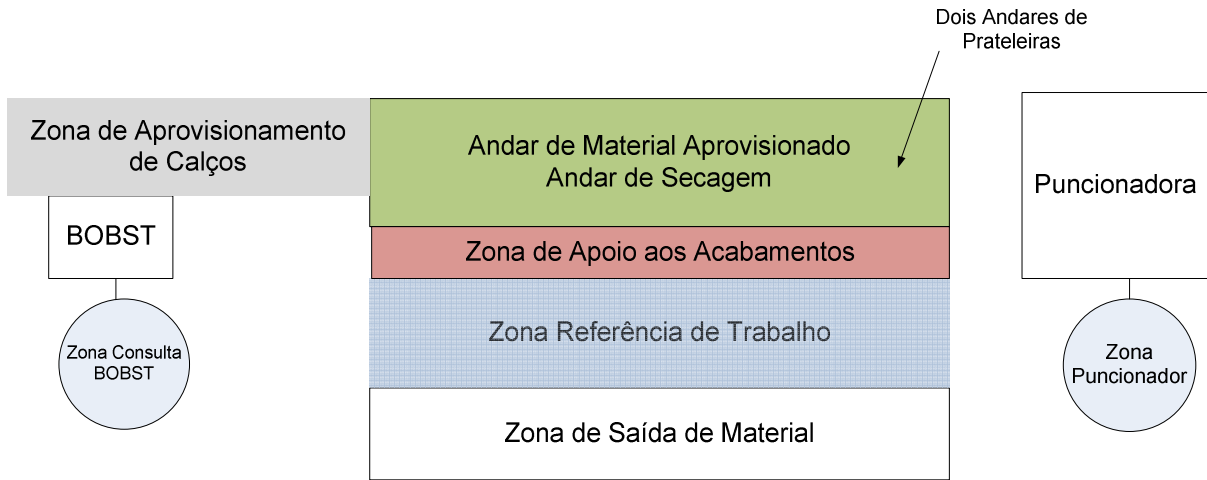 Dois Andares de
Prateleiras
Zona de Aprovisionamento
de Calços
Andar de Material Aprovisionado
Andar de Secagem
Puncionadora
BOBST
Zona de Apoio aos Acabamentos
Zona Referência de Trabalho
Zona Consulta
BOBST
Zona
Puncionador
Zona de Saída de Material